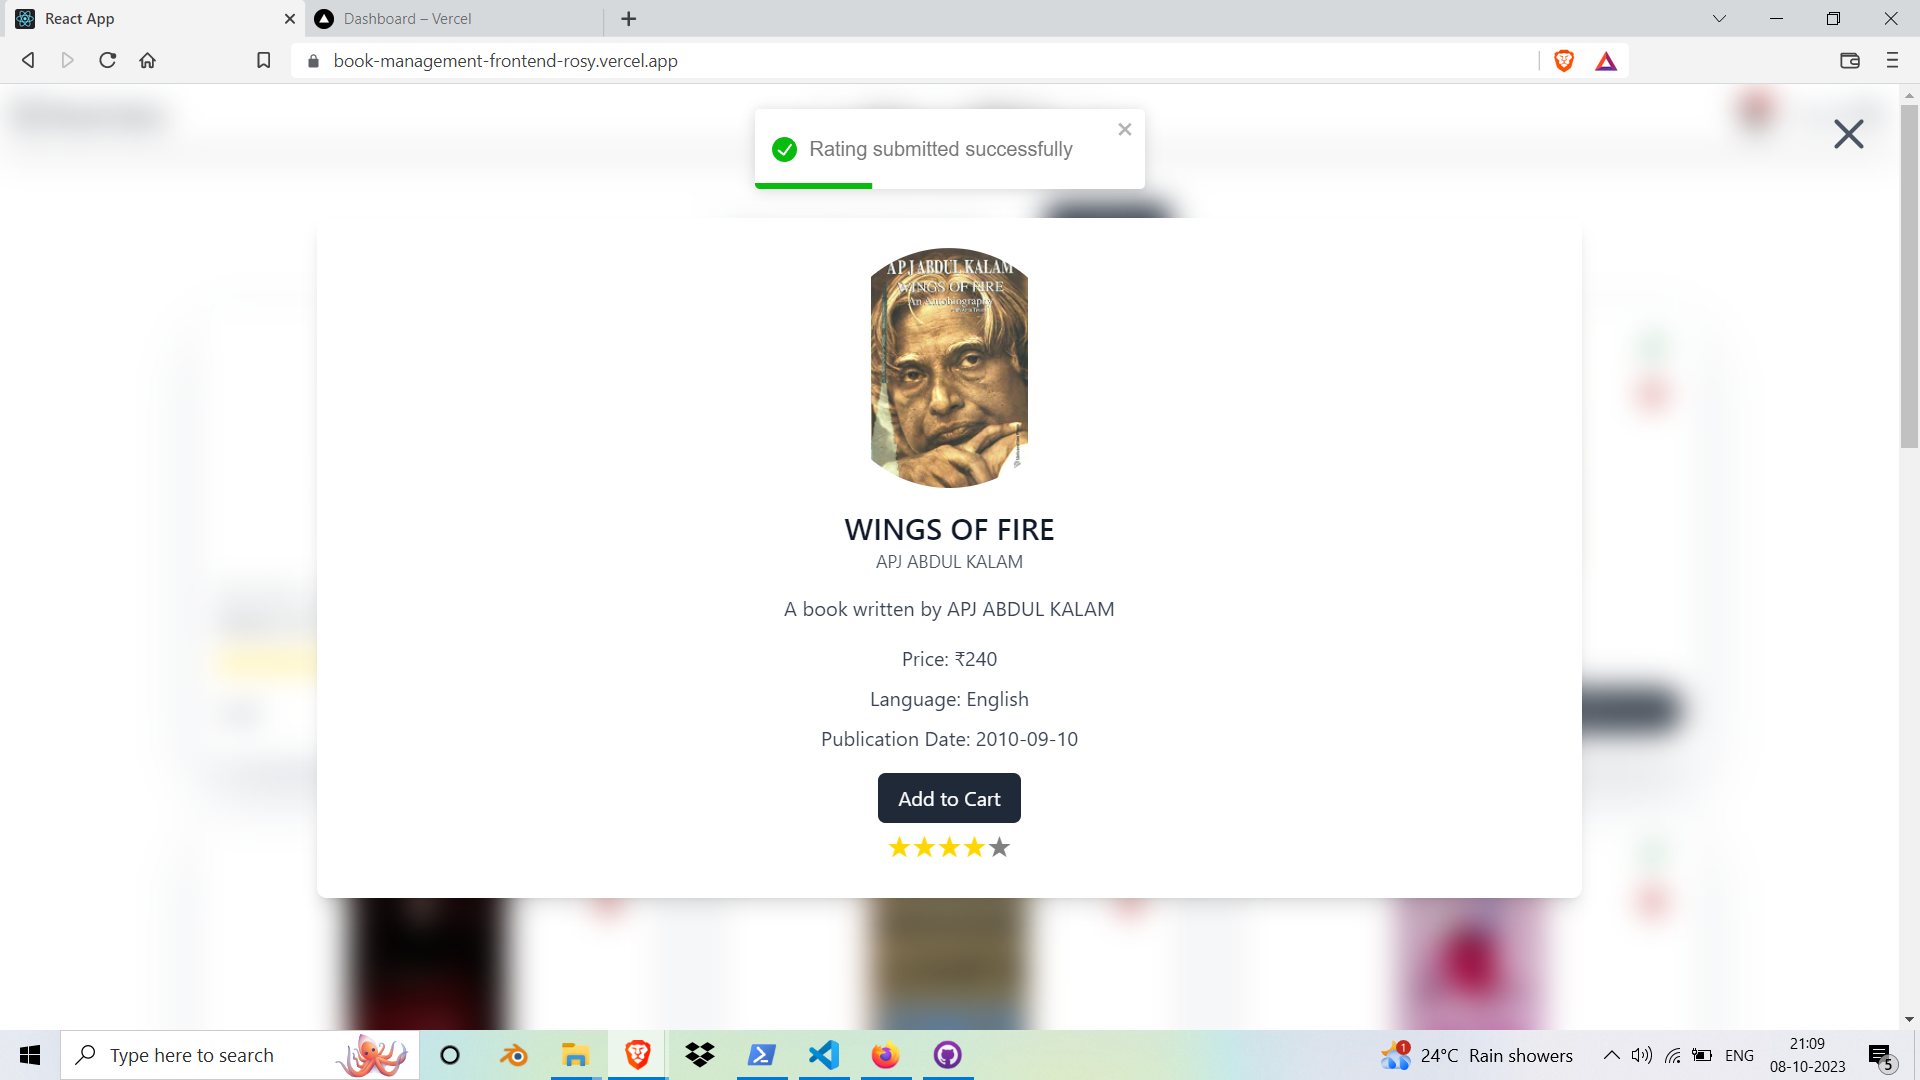 React App
Dashboard – Vercel
book-management-frontend-rosy.vercel.app
Rating submitted successfully
APJ ABDUL KALAM
WINGS OF FIRE
An Autobiography
WINGS OF FIRE
APJ ABDUL KALAM
A book written by APJ ABDUL KALAM
Price: ₹240
Language: English
Publication Date: 2010-09-10
Add to Cart
Type here to search
1
24°C Rain showers
ENG
21:09
08-10-2023
5